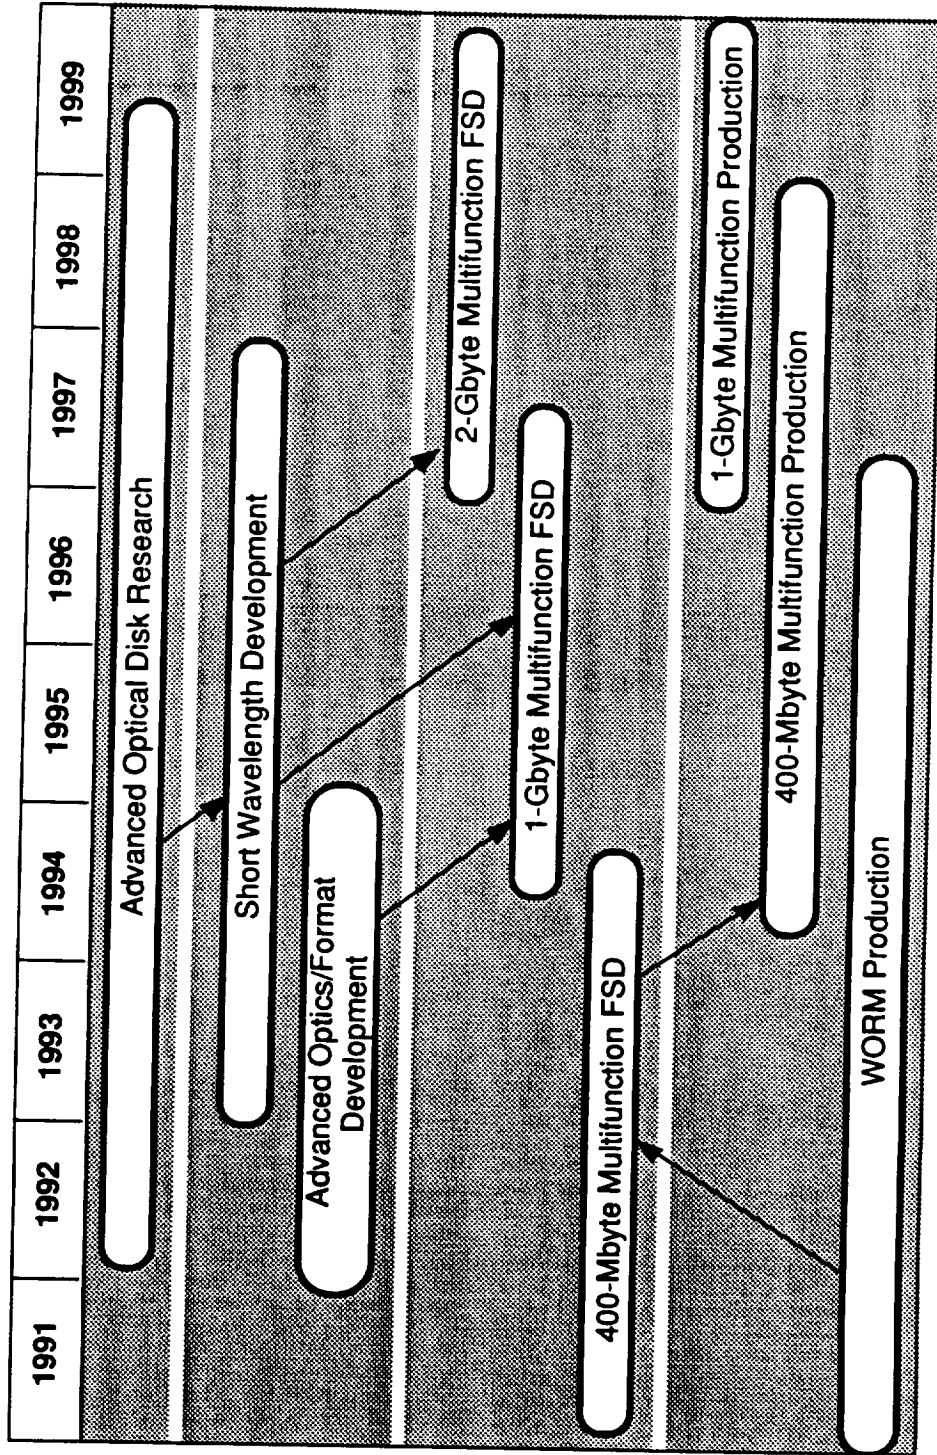 1991 1992 1993 1994 1995 1996 1997 1998 1999
Advanced Optical Disk Research
Short Wavelength Development
Advanced Optics/Format
Development
2-Gbyte Multifunction FSD
1-Gbyte Multifunction FSD
400-Mbyte Multifunction FSD
1-Gbyte Multifunction Production
400-Mbyte Multifunction Production
WORM Production